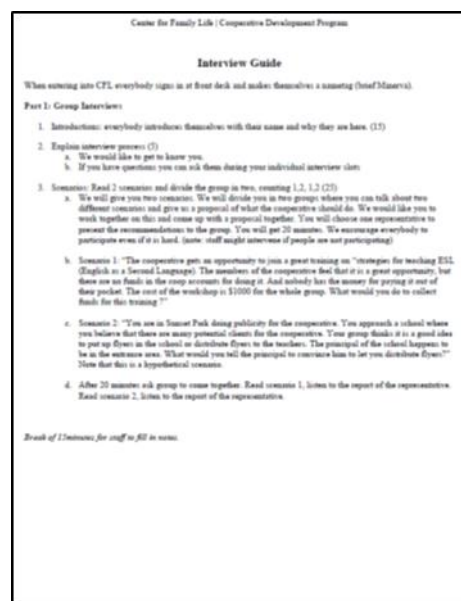 Center for Family Life | Cooperative Development Program
Interview Guide
When entering into CFL everybody signs in at front desk and makes themselves a nametag (brief Minerva).
Part I: Group Interviews
1. Introductions: everybody introduces themselves with their name and why they are here. (15)
2. Explain interview process (5)
a. We would like to get to know you.
b. If you have questions you can ask them during your individual interview slots
3. Scenarios: Read 2 scenarios and divide the group in two, counting 1,2, 1,2 (25)
a. We will give you two scenarios. We will divide you in two groups where you can talk about two
different scenarios and give us a proposal of what the cooperative should do. We would like you to
work together on this and come up with a proposal together. You will choose one representative to
present the recommendations to the group. You will get 20 minutes. We encourage everybody to
participate even if it is hard. (note: staff might intervene if people are not participating)
b. Scenario 1: "The cooperative gets an opportunity to join a great training on "strategies for teaching ESL
(English as a Second Language). The members of the cooperative feel that it is a great opportunity, but
there are no funds in the coop accounts for doing it. And nobody has the money for paying it out of
their pocket. The cost of the workshop is $1000 for the whole group. What would you do to collect
funds for this training ?"
c. Scenario 2: "You are in Sunset Park doing publicity for the cooperative. You approach a school where
you believe that there are many potential clients for the cooperative. Your group thinks it is a good idea
to put up flyers in the school or distribute flyers to the teachers. The principal of the school happens to
be in the entrance area. What would you tell the principal to convince him to let you distribute flyers?"
Note that this is a hypothetical scenario.
d. After 20 minutes ask group to come together. Read scenario 1, listen to the report of the representative.
Read scenario 2, listen to the report of the representative.
Break of 15minutes for staff to fill in notes.